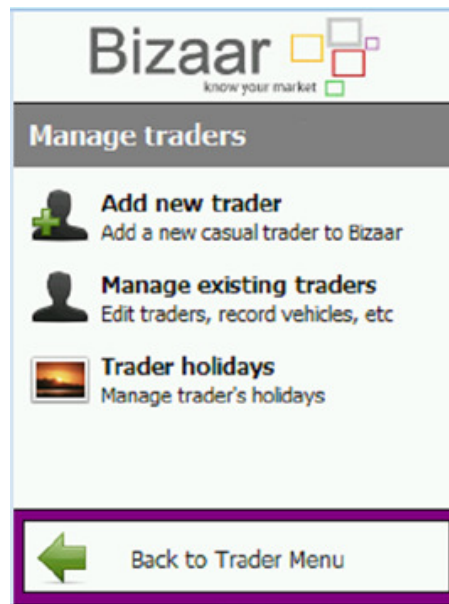 Bizaar
know your market
Manage traders
Add new trader
Add a new casual trader to Bizaar
Manage existing traders
Edit traders, record vehicles, etc
Trader holidays
Manage trader's holidays
Back to Trader Menu